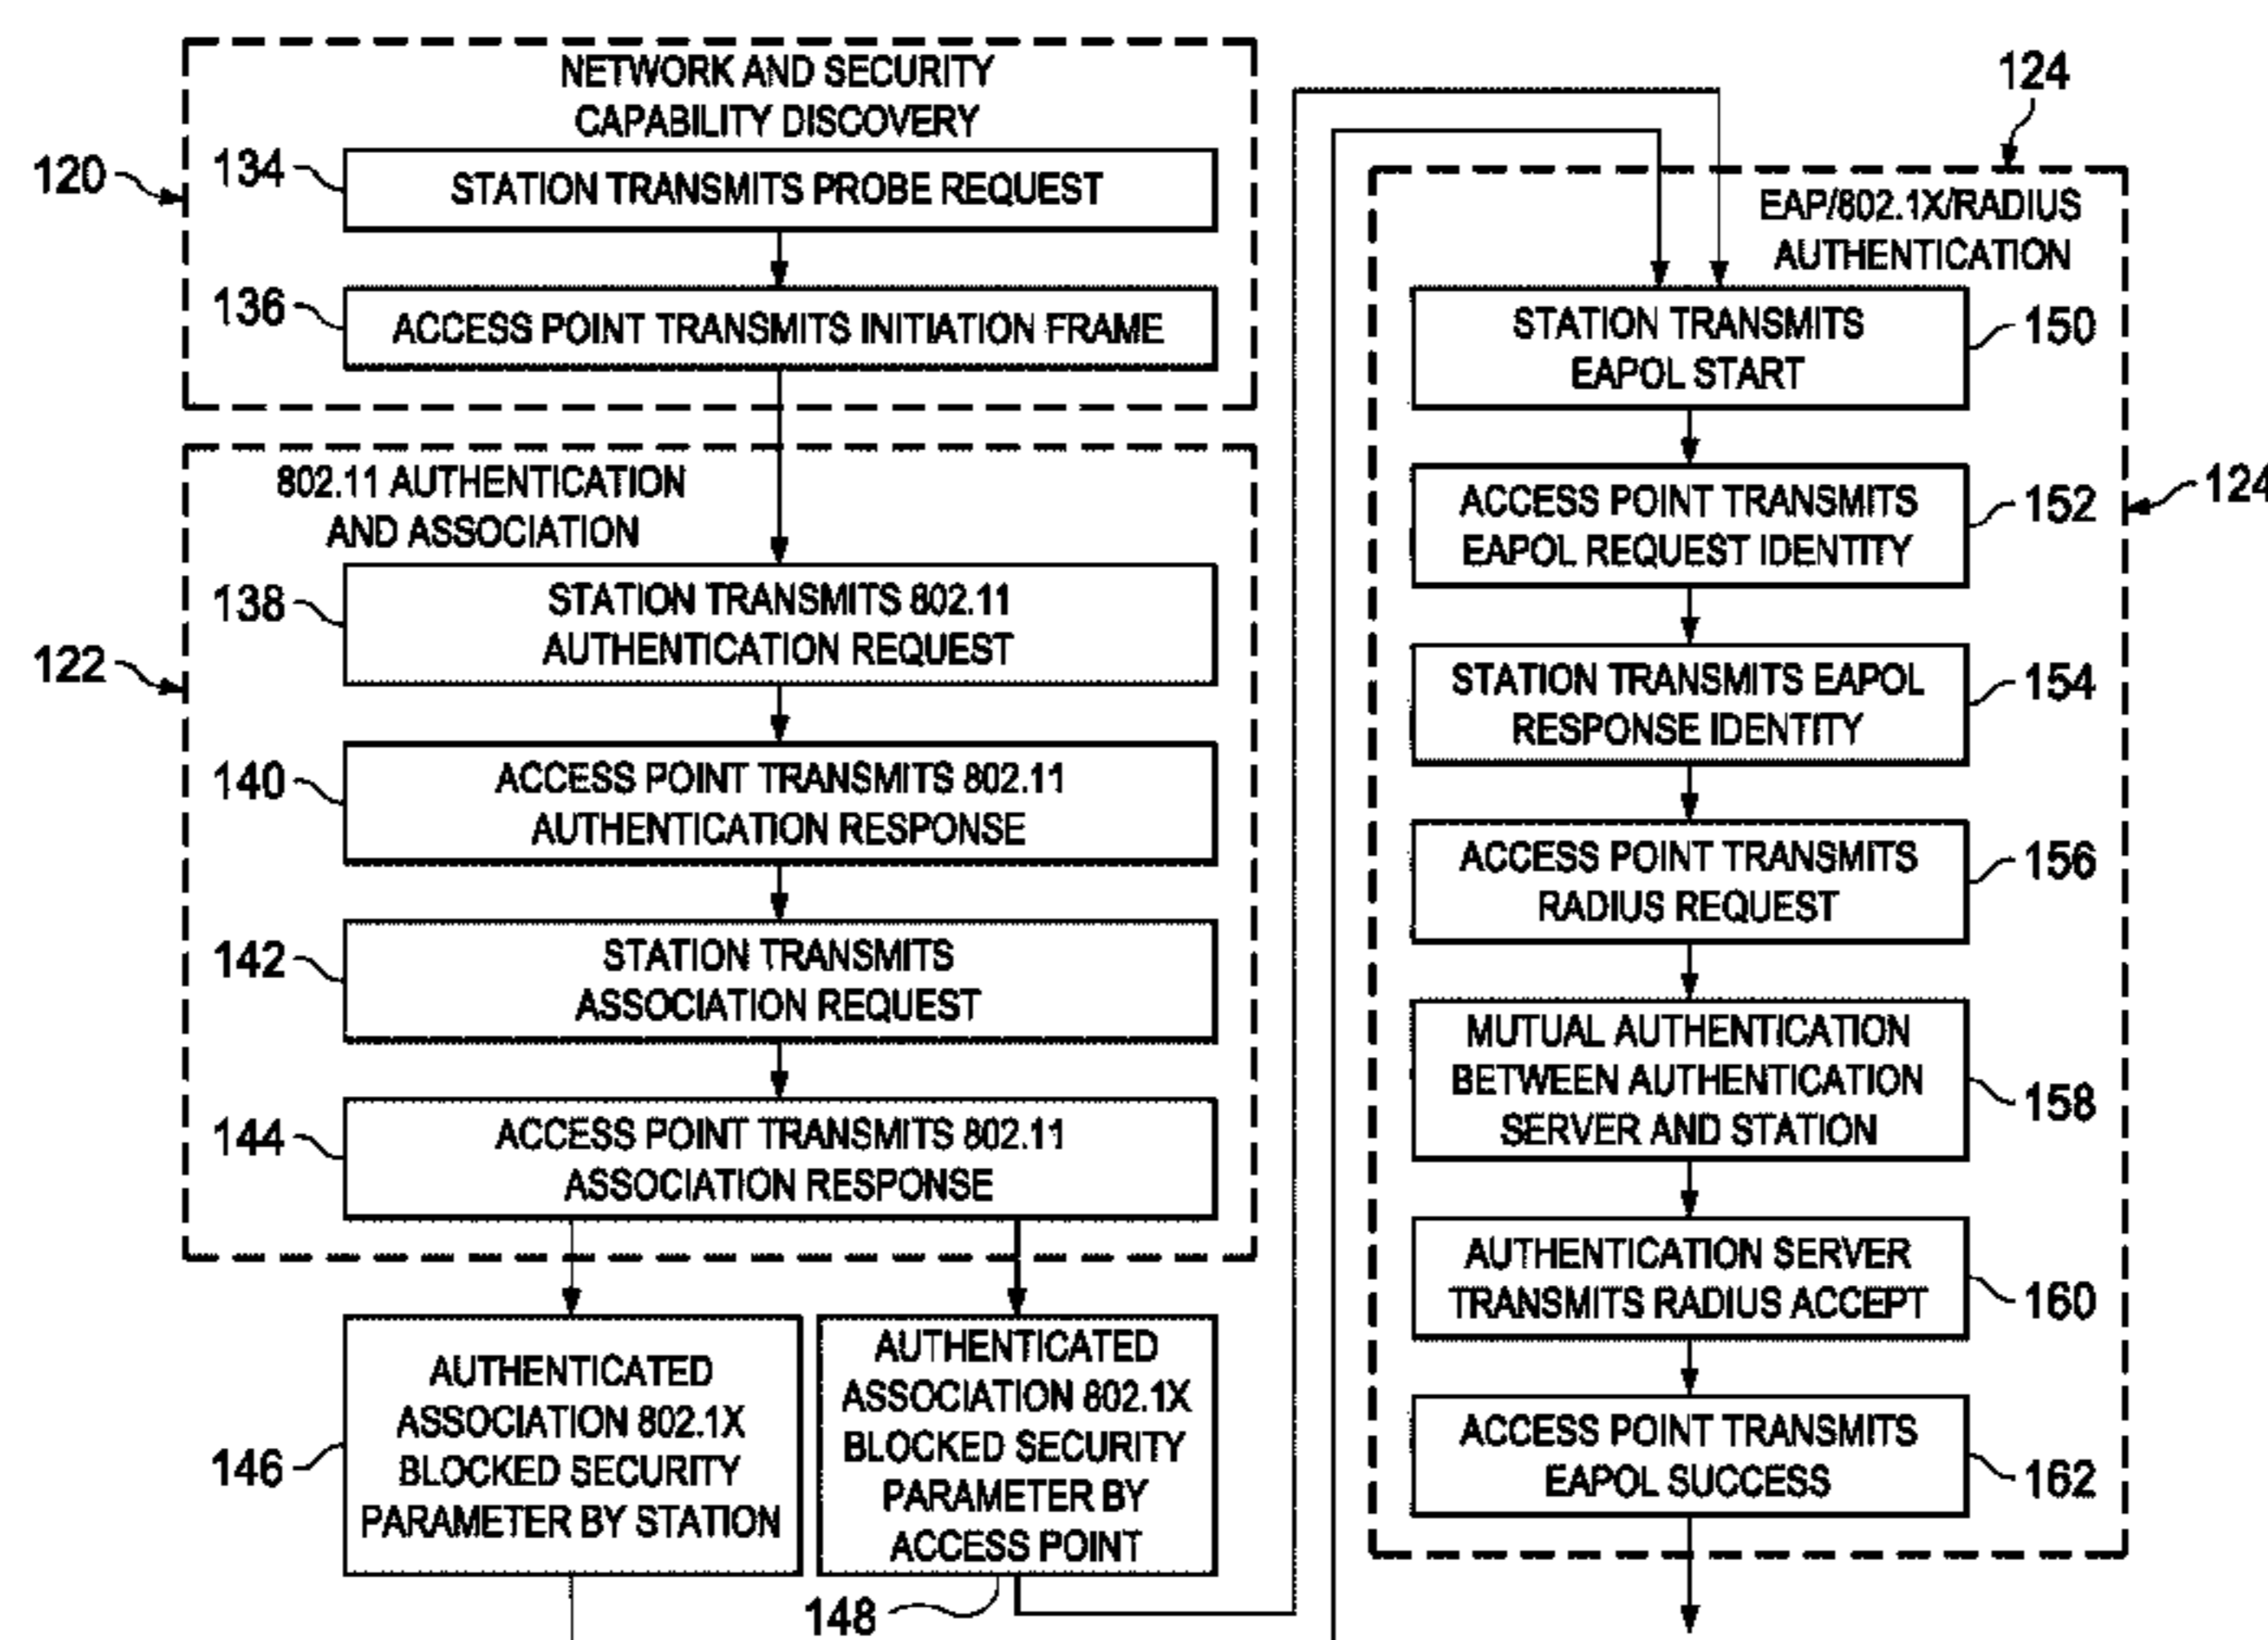 NETWORK AND SECURITY
CAPABILITY DISCOVERY
120
134
STATION TRANSMITS PROBE REQUEST
136
ACCESS POINT TRANSMITS INITIATION FRAME
802.11 AUTHENTICATION
AND ASSOCIATION
122
138
STATION TRANSMITS 802.11
AUTHENTICATION REQUEST
140
ACCESS POINT TRANSMITS 802.11
AUTHENTICATION RESPONSE
142
STATION TRANSMITS
ASSOCIATION REQUEST
144
ACCESS POINT TRANSMITS 802.11
ASSOCIATION RESPONSE
146
AUTHENTICATED
ASSOCIATION 802.1X
BLOCKED SECURITY
PARAMETER BY STATION
AUTHENTICATED
ASSOCIATION 802.1X
BLOCKED SECURITY
PARAMETER BY
ACCESS POINT
148
124
EAP/802.1X/RADIUS
AUTHENTICATION
STATION TRANSMITS
EAPOL START
150
ACCESS POINT TRANSMITS
EAPOL REQUEST IDENTITY
152
124
STATION TRANSMITS EAPOL
RESPONSE IDENTITY
154
ACCESS POINT TRANSMITS
RADIUS REQUEST
156
MUTUAL AUTHENTICATION
BETWEEN AUTHENTICATION
SERVER AND STATION
158
AUTHENTICATION SERVER
TRANSMITS RADIUS ACCEPT
160
ACCESS POINT TRANSMITS
EAPOL SUCCESS
162